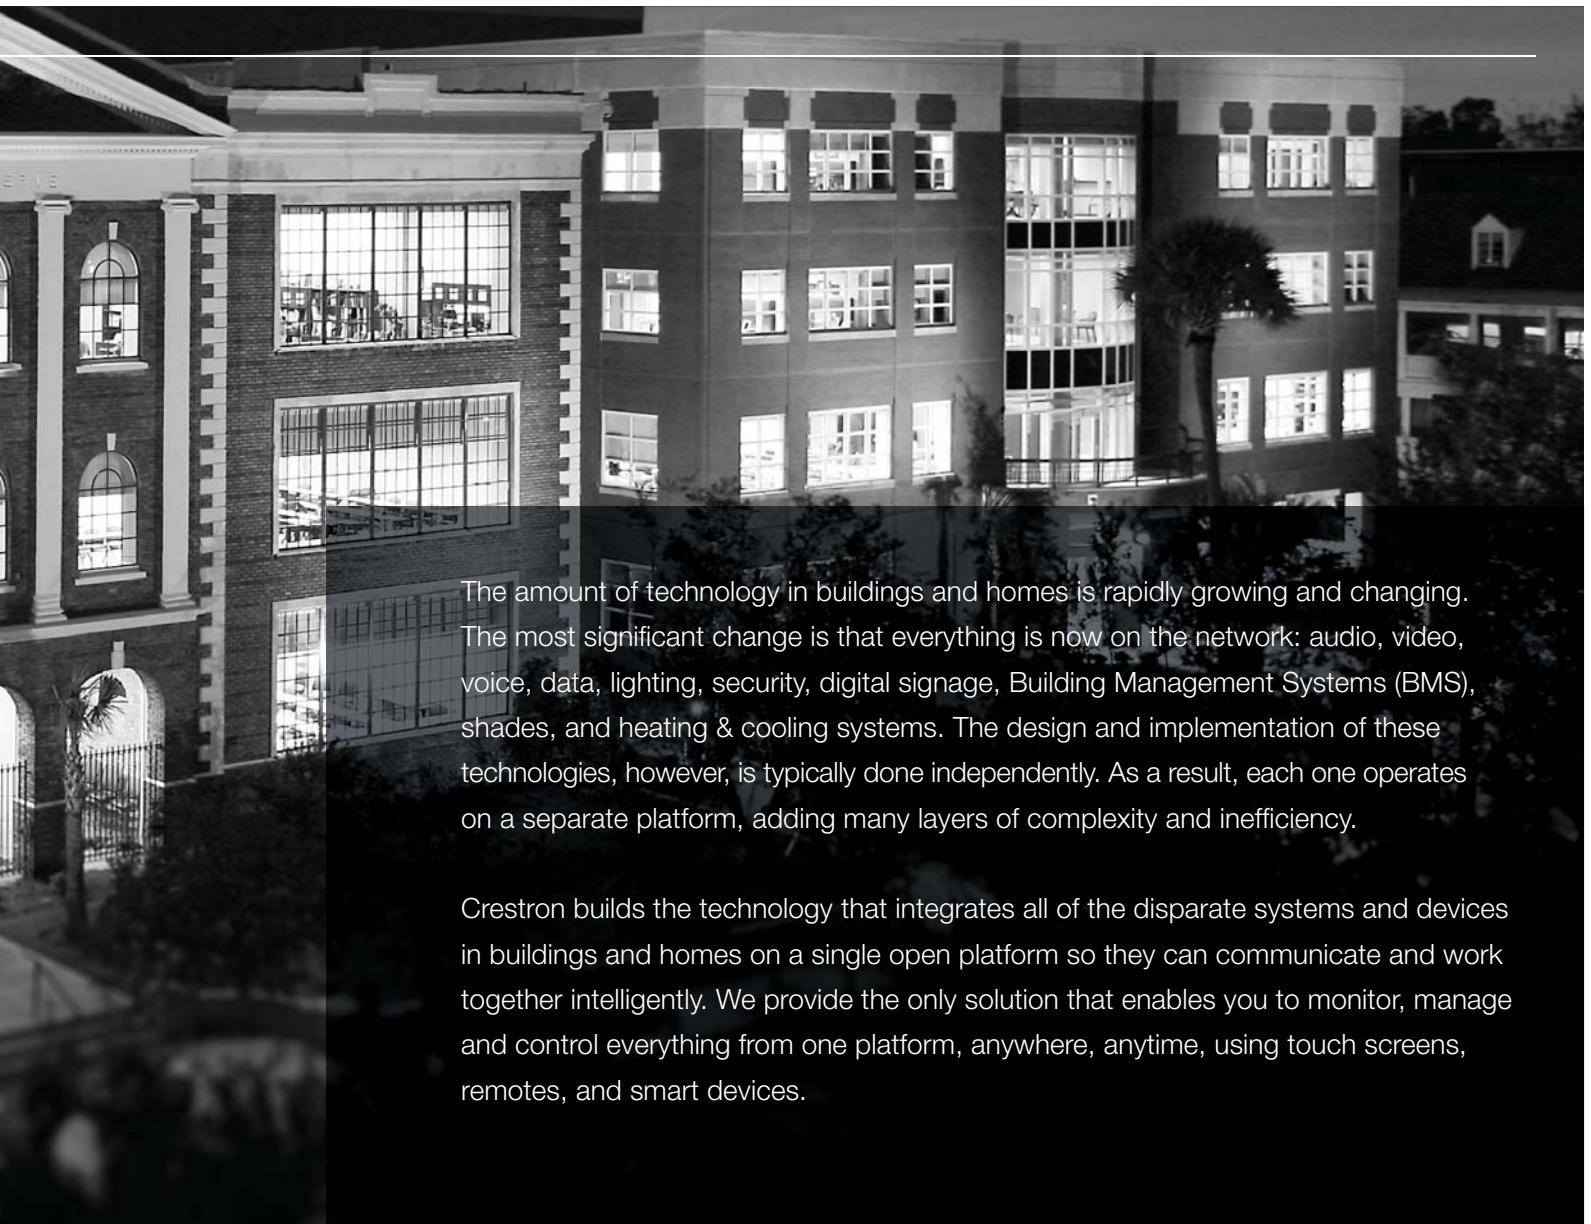 The amount of technology in buildings and homes is rapidly growing and changing.
The most significant change is that everything is now on the network: audio, video,
voice, data, lighting, security, digital signage, Building Management Systems (BMS),
shades, and heating & cooling systems. The design and implementation of these
technologies, however, is typically done independently. As a result, each one operates
on a separate platform, adding many layers of complexity and inefficiency.
Crestron builds the technology that integrates all of the disparate systems and devices
in buildings and homes on a single open platform so they can communicate and work
together intelligently. We provide the only solution that enables you to monitor, manage
and control everything from one platform, anywhere, anytime, using touch screens,
remotes, and smart devices.